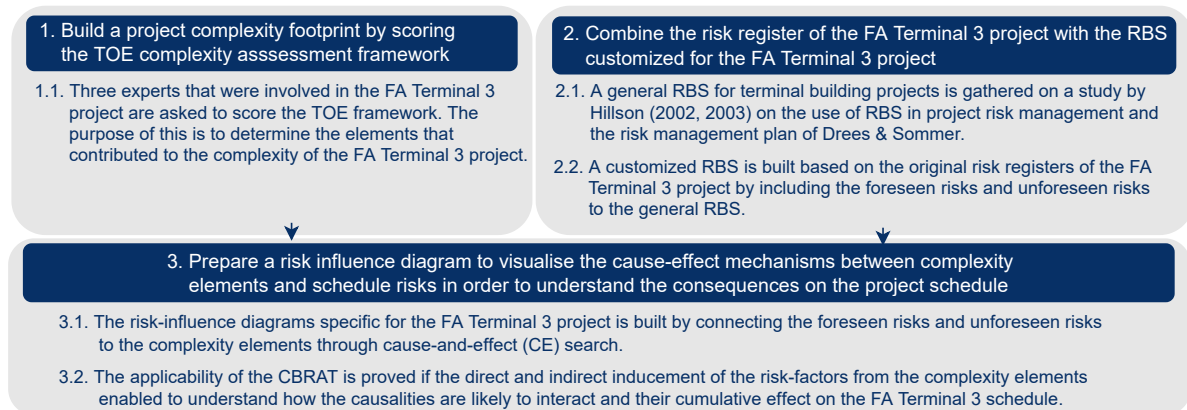 1. Build a project complexity footprint by scoring
the TOE complexity asssessment framework
1.1. Three experts that were involved in the FA Terminal 3
project are asked to score the TOE framework. The
purpose of this is to determine the elements that
contributed to the complexity of the FA Terminal 3 project.
2. Combine the risk register of the FA Terminal 3 project with the RBS
customized for the FA Terminal 3 project
2.1. A general RBS for terminal building projects is gathered on a study by
Hillson (2002, 2003) on the use of RBS in project risk management and
the risk management plan of Drees & Sommer.
2.2. A customized RBS is built based on the original risk registers of the FA
Terminal 3 project by including the foreseen risks and unforeseen risks
to the general RBS.
3. Prepare a risk influence diagram to visualise the cause-effect mechanisms between complexity
elements and schedule risks in order to understand the consequences on the project schedule
3.1. The risk-influence diagrams specific for the FA Terminal 3 project is built by connecting the foreseen risks and unforeseen risks
to the complexity elements through cause-and-effect (CE) search.
3.2. The applicability of the CBRAT is proved if the direct and indirect inducement of the risk-factors from the complexity elements
enabled to understand how the causalities are likely to interact and their cumulative effect on the FA Terminal 3 schedule.